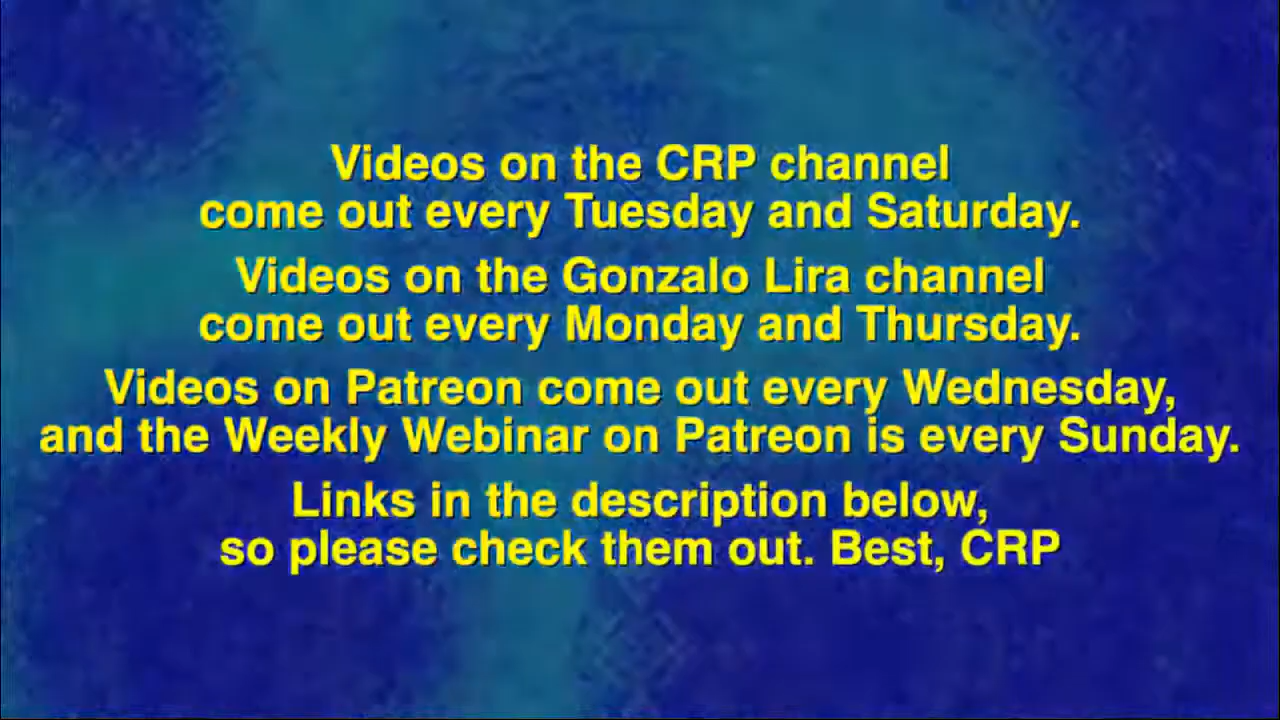 Videos on the CRP channel
come out every Tuesday and Saturday.
Videos on the Gonzalo Lira channel
come out every Monday and Thursday.
Videos on Patreon come out every Wednesday,
and the Weekly Webinar on Patreon is every Sunday.
Links in the description below,
so please check them out. Best, CRP